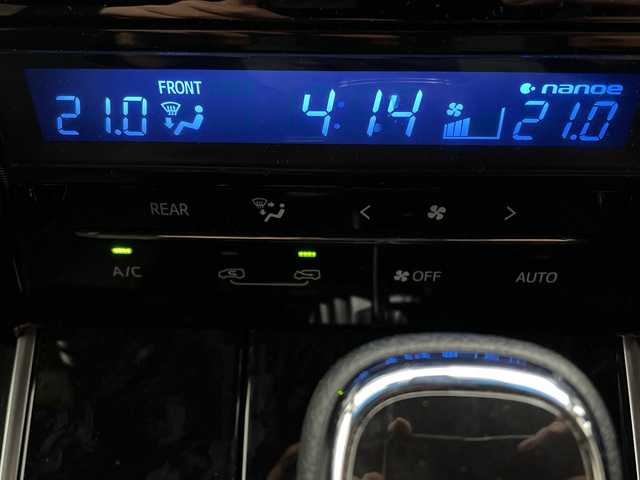 FRONT nanoe
21.0 4:14 21.0
REAR
A/C OFF AUTO